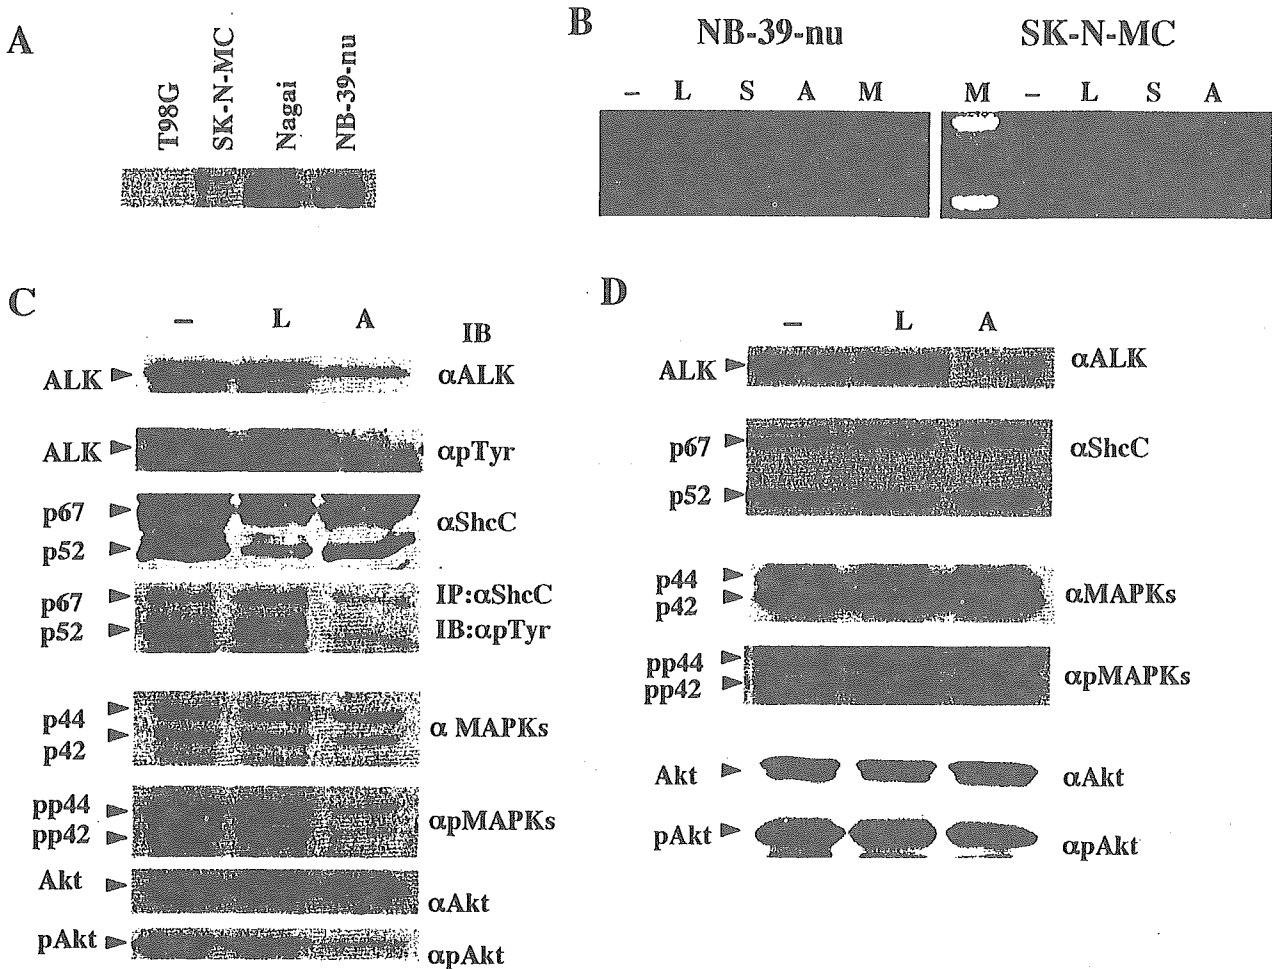 A
T98G
SK-N-MC
Nagai
NB-39-nu
B
NB-39-nu
SK-N-MC
– L S A M
M – L S A
C
– L A
IB
ALK
αALK
ALK
αpTyr
p67
αShcC
p52
p67
IP:αShcC
p52
IB:αpTyr
p44
α MAPKs
p42
pp44
αpMAPKs
pp42
Akt
αAkt
pAkt
αpAkt
D
– L A
ALK
αALK
p67
αShcC
p52
p44
αMAPKs
p42
pp44
αpMAPKs
pp42
Akt
αAkt
pAkt
αpAkt